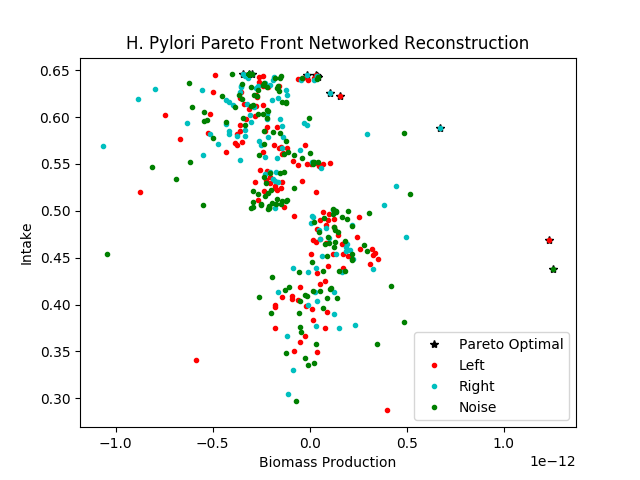 H. Pylori Pareto Front Networked Reconstruction
0.65
0.60
0.55
0.50
0.45
0.40
0.35
0.30
Intake
Pareto Optimal
Left
Right
Noise
−1.0 −0.5 0.0 0.5 1.0
Biomass Production
1e−12